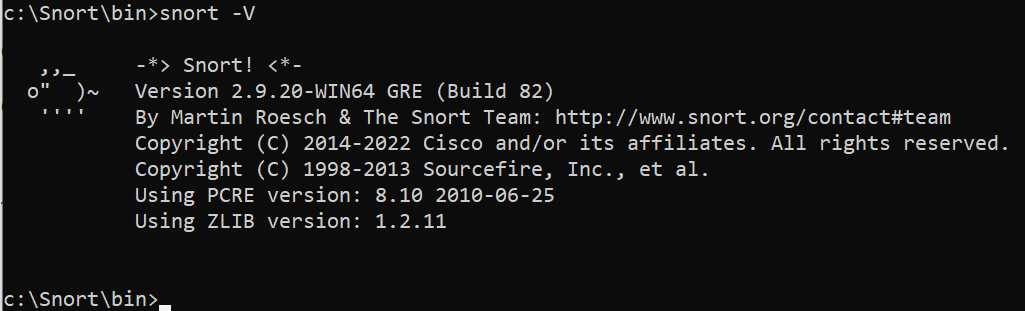 c:\Snort\bin>snort -V
,,_     -*> Snort! <*-
o"  )~   Version 2.9.20-WIN64 GRE (Build 82)
''''    By Martin Roesch & The Snort Team: http://www.snort.org/contact#team
Copyright (C) 2014-2022 Cisco and/or its affiliates. All rights reserved.
Copyright (C) 1998-2013 Sourcefire, Inc., et al.
Using PCRE version: 8.10 2010-06-25
Using ZLIB version: 1.2.11
c:\Snort\bin>